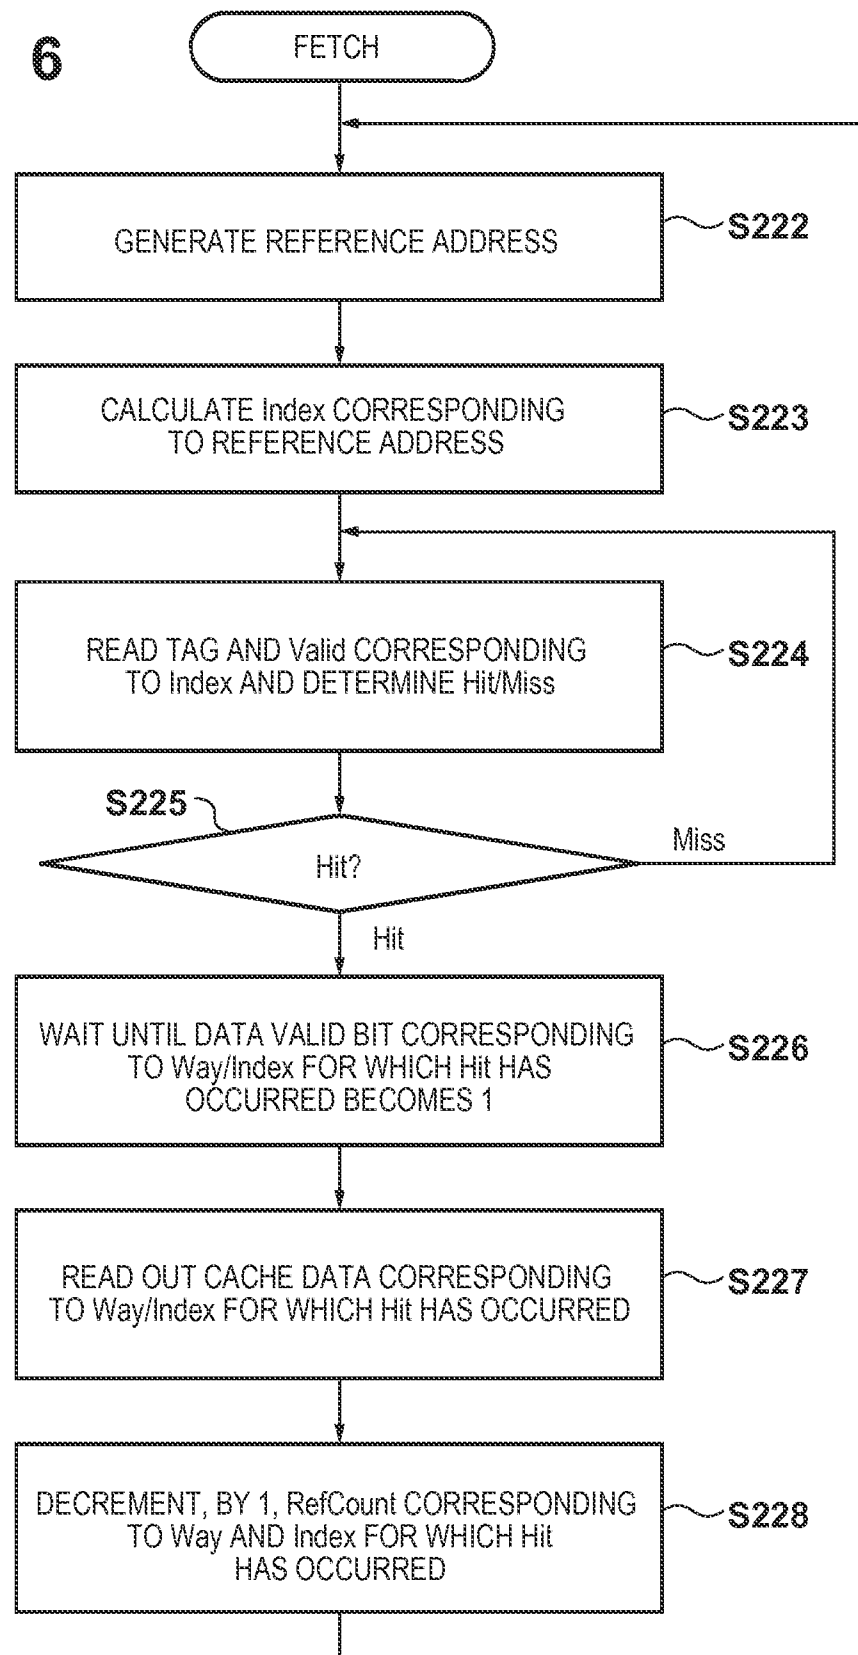 6
FETCH
GENERATE REFERENCE ADDRESS
S222
CALCULATE Index CORRESPONDING
TO REFERENCE ADDRESS
S223
READ TAG AND Valid CORRESPONDING
TO Index AND DETERMINE Hit/Miss
S224
S225
Hit?
Miss
Hit
WAIT UNTIL DATA VALID BIT CORRESPONDING
TO Way/Index FOR WHICH Hit HAS
OCCURRED BECOMES 1
S226
READ OUT CACHE DATA CORRESPONDING
TO Way/Index FOR WHICH Hit HAS OCCURRED
S227
DECREMENT, BY 1, RefCount CORRESPONDING
TO Way AND Index FOR WHICH Hit
HAS OCCURRED
S228